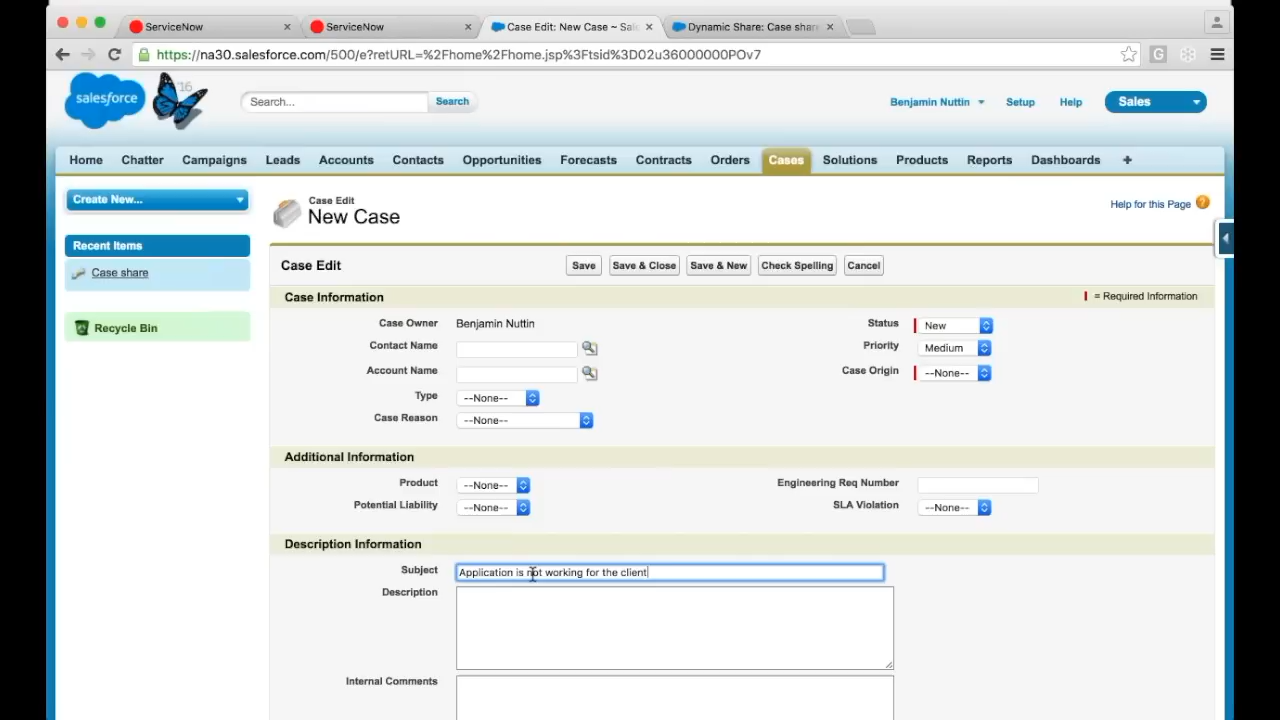 ServiceNow
ServiceNow
Case Edit: New Case ~ Sal
Dynamic Share: Case share
https://na30.salesforce.com/500/e?retURL=%2Fhome%2Fhome.jsp%3Ftsid%3D02u36000000POv7
G
salesforce
'16
Search...
Search
Benjamin Nuttin
Setup
Help
Sales
Home
Chatter
Campaigns
Leads
Accounts
Contacts
Opportunities
Forecasts
Contracts
Orders
Cases
Solutions
Products
Reports
Dashboards
+
Create New...
Recent Items
Case share
Recycle Bin
Case Edit
New Case
Help for this Page ?
Case Edit
Save
Save & Close
Save & New
Check Spelling
Cancel
Case Information
= Required Information
Case Owner Benjamin Nuttin
Status New
Contact Name
Priority Medium
Account Name
Case Origin --None--
Type --None--
Case Reason --None--
Additional Information
Product --None--
Engineering Req Number
Potential Liability --None--
SLA Violation --None--
Description Information
Subject Application is not working for the client
Description
Internal Comments